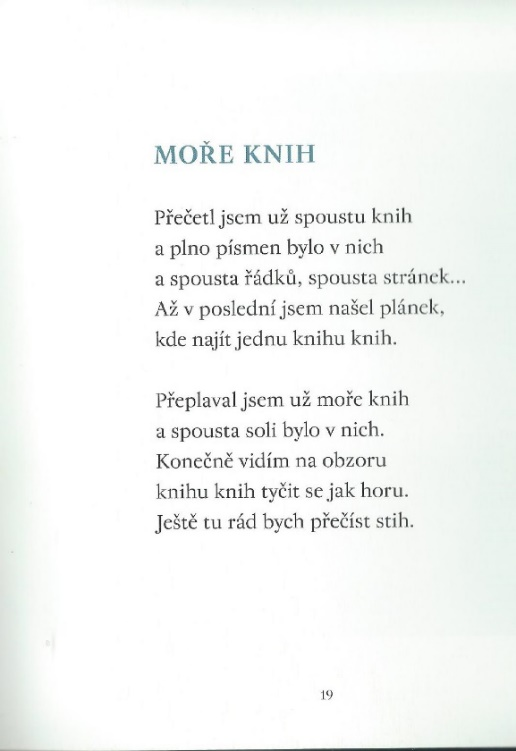 MOŘE KNIH
Přečetl jsem už spoustu knih
a plno písmen bylo v nich
a spousta řádků, spousta stránek...
Až v poslední jsem našel plánek,
kde najít jednu knihu knih.
Přeplaval jsem už moře knih
a spousta soli bylo v nich.
Konečně vidím na obzoru
knihu knih tyčit se jak horu.
Ještě tu rád bych přečíst stih.
19